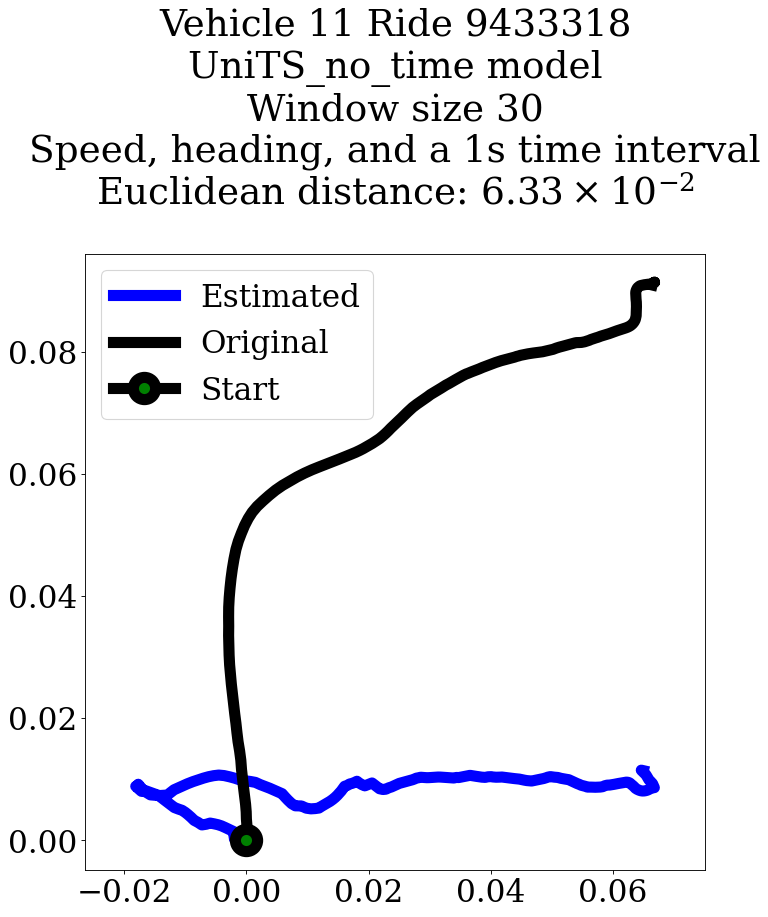 Vehicle 11 Ride 9433318
UniTS_no_time model
Window size 30
Speed, heading, and a 1s time interval
Euclidean distance: 6.33 × 10⁻²
Estimated
Original
Start
0.08
0.06
0.04
0.02
0.00
−0.02 0.00 0.02 0.04 0.06